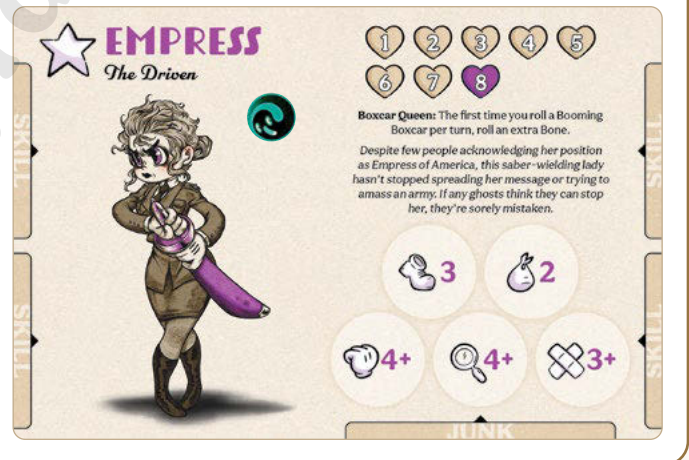 EMPRESS
The Driven
1 2 3 4 5
6 7 8
Boxcar Queen: The first time you roll a Booming
Boxcar per turn, roll an extra Bone.
Despite few people acknowledging her position
as Empress of America, this saber-wielding lady
hasn't stopped spreading her message or trying to
amass an army. If any ghosts think they can stop
her, they're sorely mistaken.
3 2
4+ 4+ 3+
SKILL
SKILL
SKILL
SKILL
JUNK